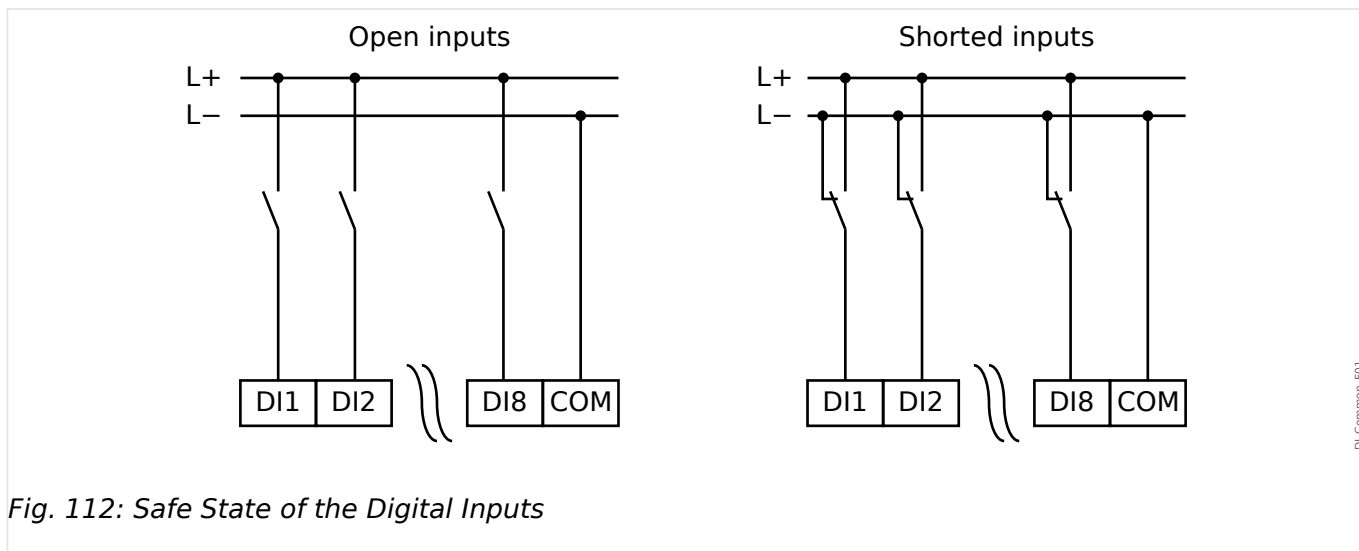 Open inputs
Shorted inputs
L+
L−
DI1 DI2 DI8 COM
L+
L−
DI1 DI2 DI8 COM
DI_Common_E01
Fig. 112: Safe State of the Digital Inputs